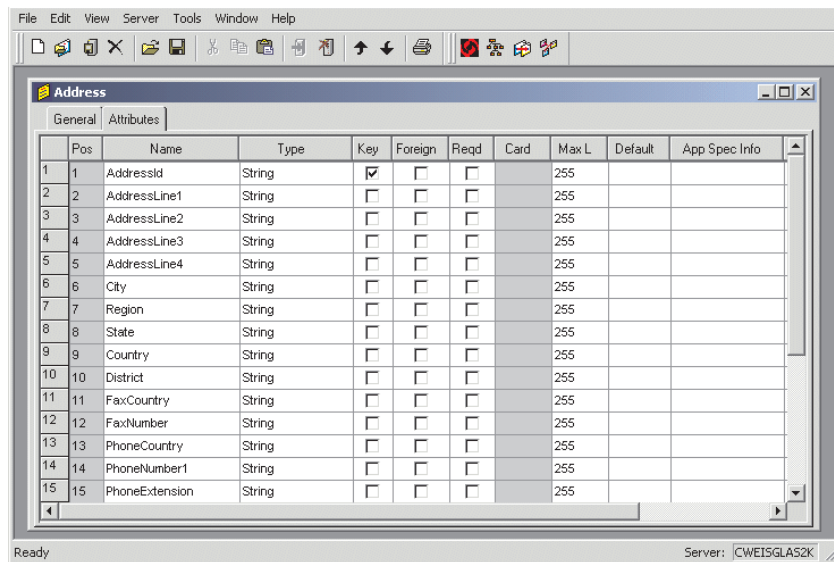 File Edit View Server Tools Window Help
Address
General Attributes
Pos Name Type Key Foreign Reqd Card Max L Default App Spec Info
1 1 AddressId String 255
2 2 AddressLine1 String 255
3 3 AddressLine2 String 255
4 4 AddressLine3 String 255
5 5 AddressLine4 String 255
6 6 City String 255
7 7 Region String 255
8 8 State String 255
9 9 Country String 255
10 10 District String 255
11 11 FaxCountry String 255
12 12 FaxNumber String 255
13 13 PhoneCountry String 255
14 14 PhoneNumber1 String 255
15 15 PhoneExtension String 255
Ready Server: CWEISGLAS2K